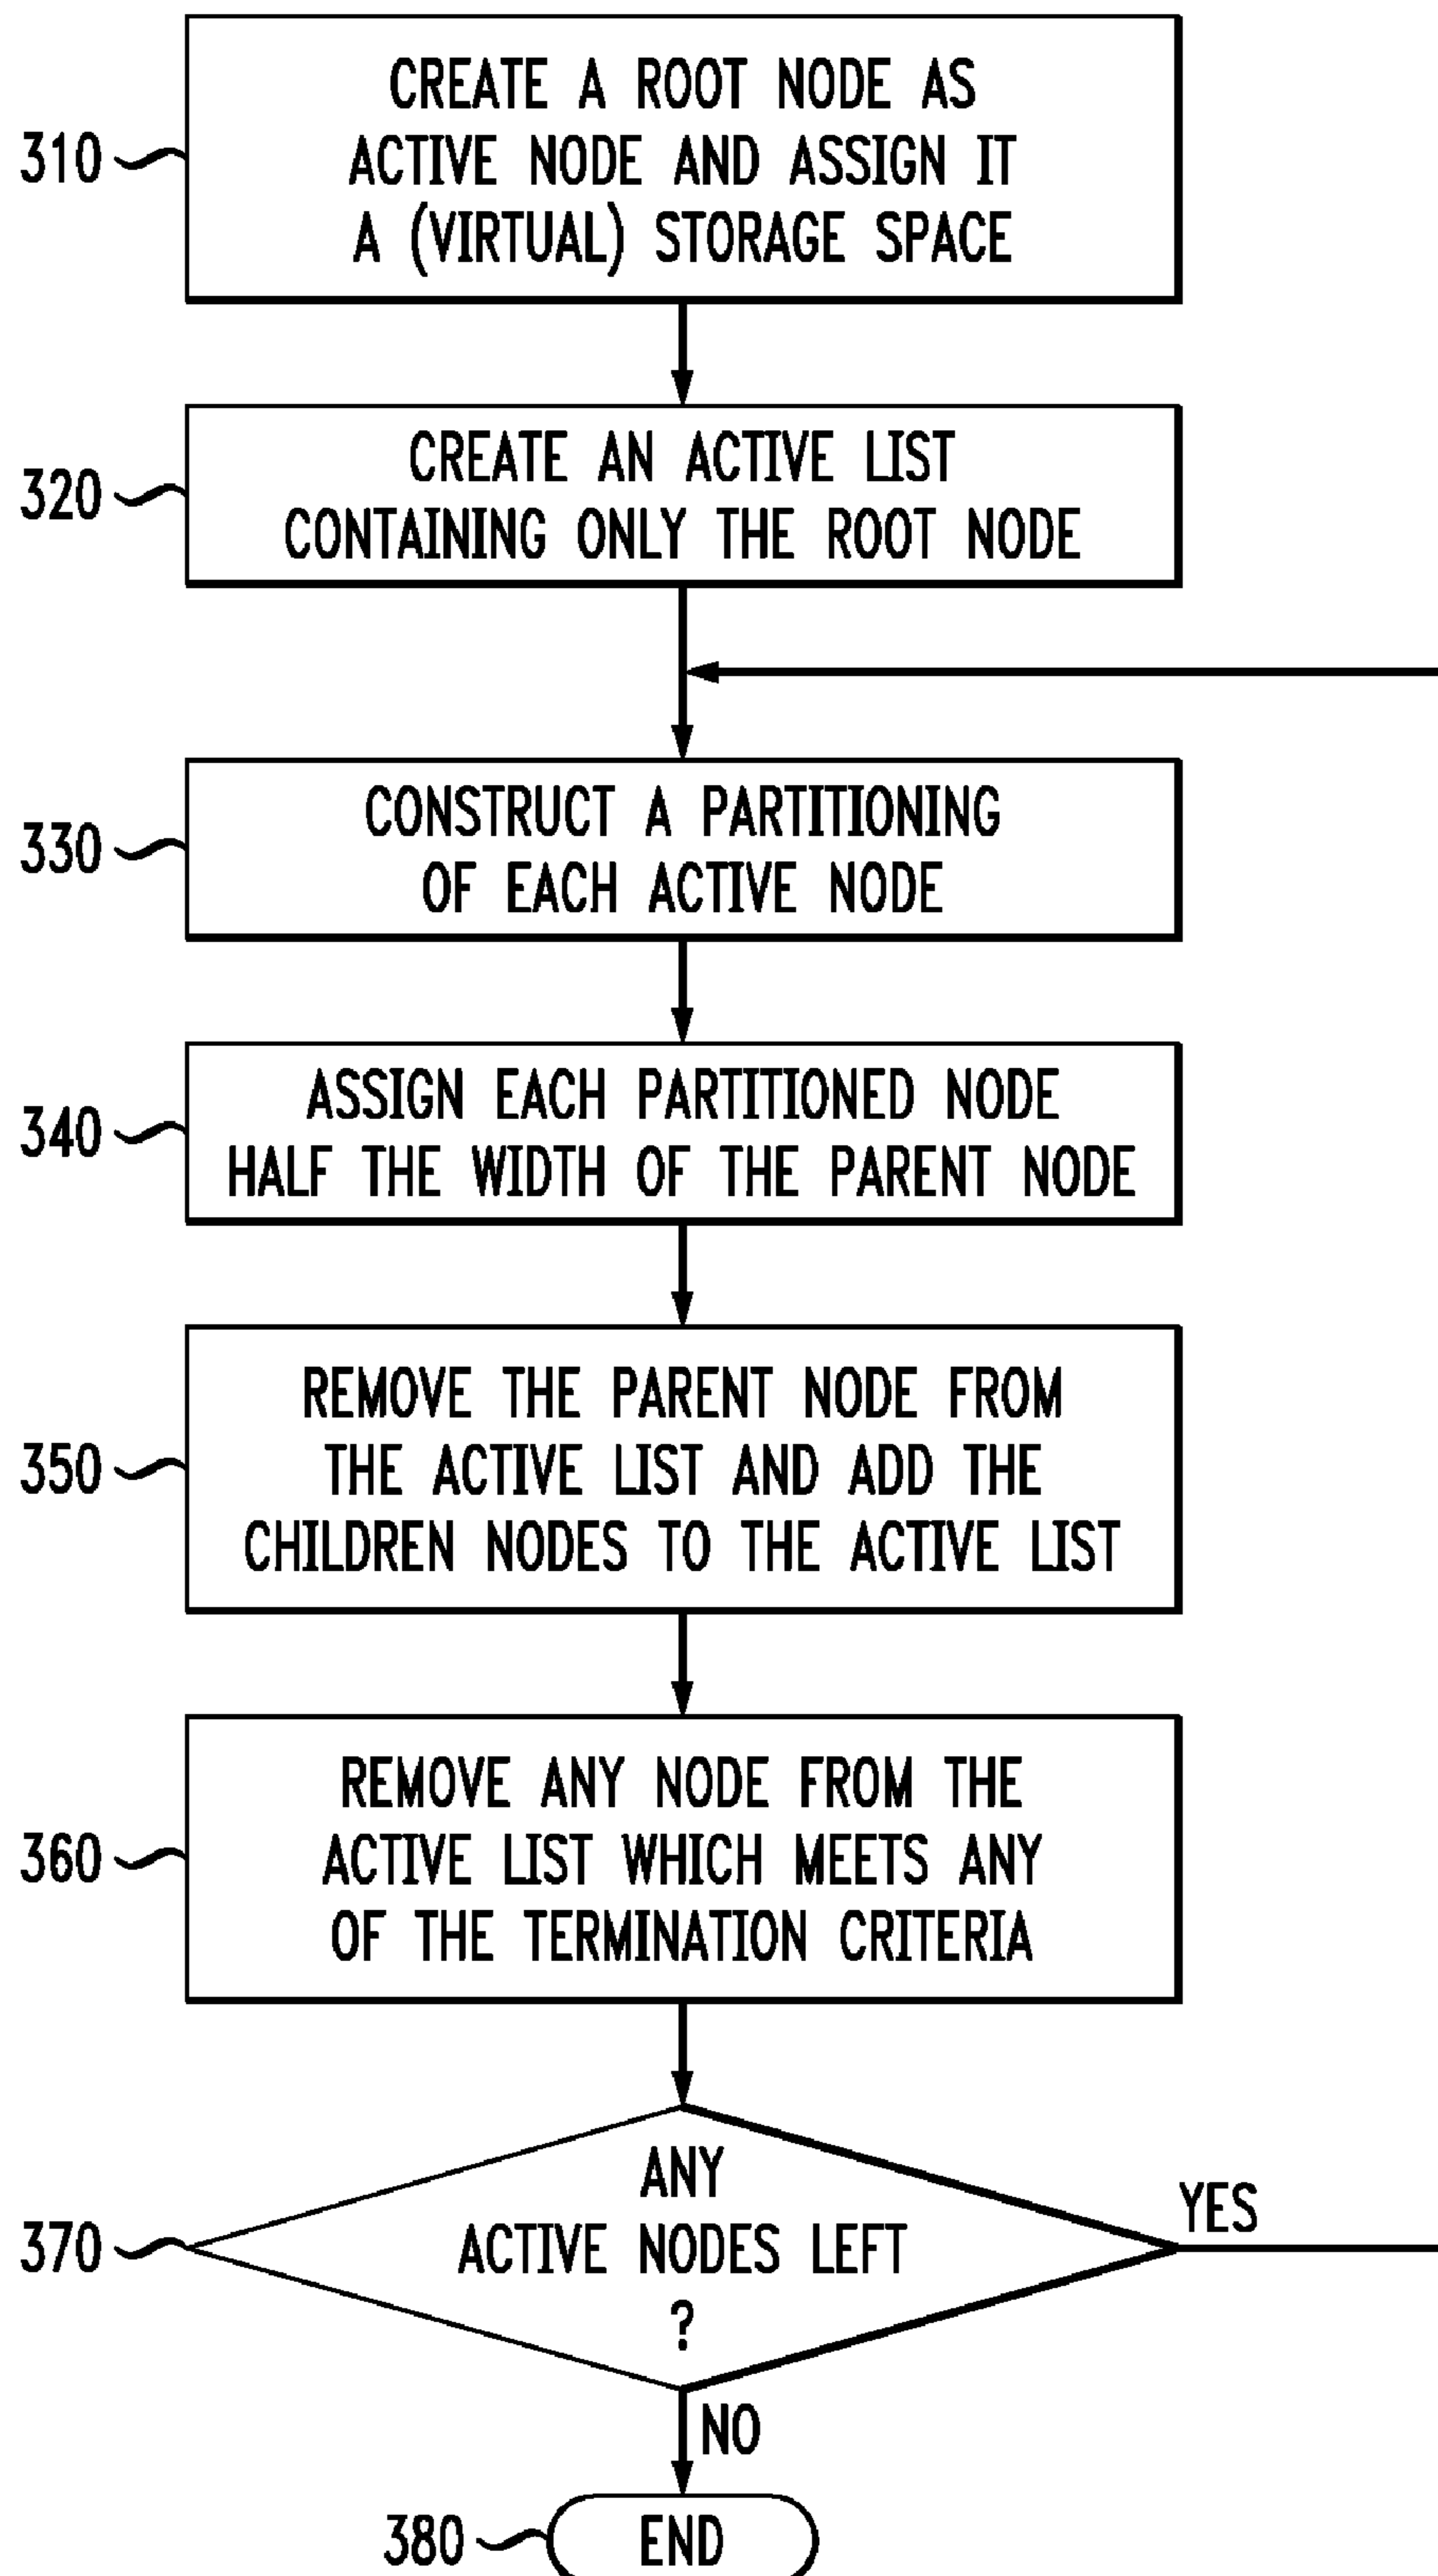 310
CREATE A ROOT NODE AS
ACTIVE NODE AND ASSIGN IT
A (VIRTUAL) STORAGE SPACE
320
CREATE AN ACTIVE LIST
CONTAINING ONLY THE ROOT NODE
330
CONSTRUCT A PARTITIONING
OF EACH ACTIVE NODE
340
ASSIGN EACH PARTITIONED NODE
HALF THE WIDTH OF THE PARENT NODE
350
REMOVE THE PARENT NODE FROM
THE ACTIVE LIST AND ADD THE
CHILDREN NODES TO THE ACTIVE LIST
360
REMOVE ANY NODE FROM THE
ACTIVE LIST WHICH MEETS ANY
OF THE TERMINATION CRITERIA
370
ANY
ACTIVE NODES LEFT
?
YES
NO
380
END